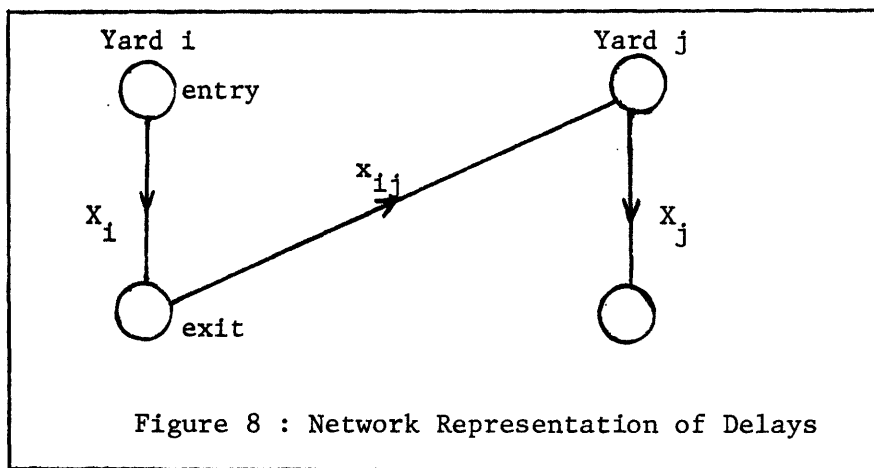 Yard i
Yard j
entry
x_ij
X_i
X_j
exit
Figure 8 : Network Representation of Delays